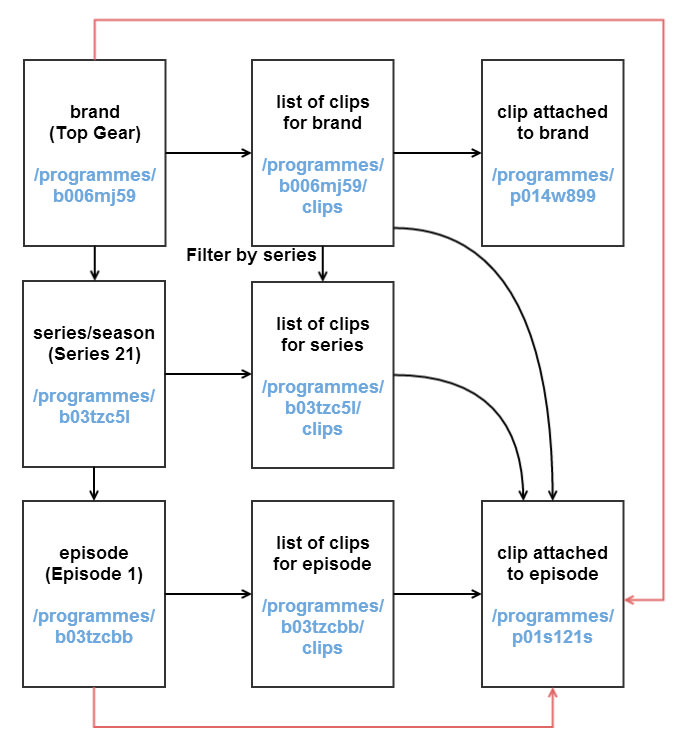 brand
(Top Gear)
/programmes/
b006mj59
list of clips
for brand
/programmes/
b006mj59/
clips
clip attached
to brand
/programmes/
p014w899
Filter by series
series/season
(Series 21)
/programmes/
b03tzc5l
list of clips
for series
/programmes/
b03tzc5l/
clips
episode
(Episode 1)
/programmes/
b03tzcbb
list of clips
for episode
/programmes/
b03tzcbb/
clips
clip attached
to episode
/programmes/
p01s121s